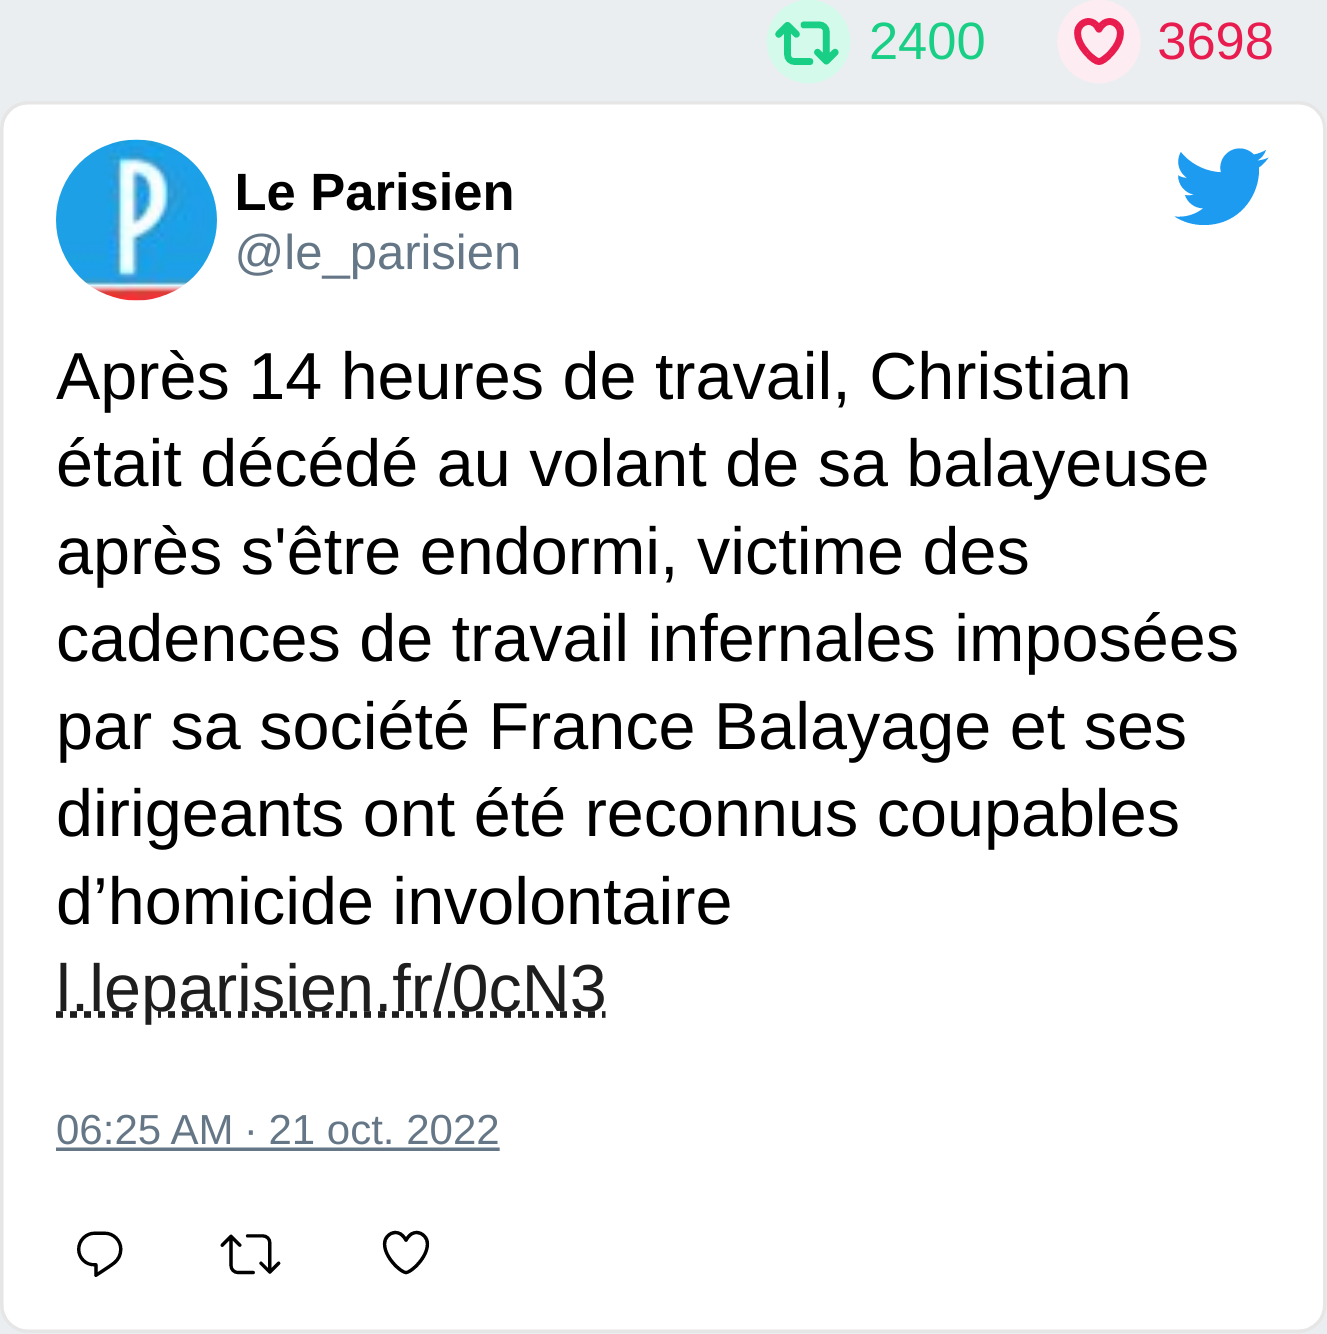 2400 3698
Le Parisien
@le_parisien
Après 14 heures de travail, Christian
était décédé au volant de sa balayeuse
après s'être endormi, victime des
cadences de travail infernales imposées
par sa société France Balayage et ses
dirigeants ont été reconnus coupables
d’homicide involontaire
l.leparisien.fr/0cN3
06:25 AM · 21 oct. 2022